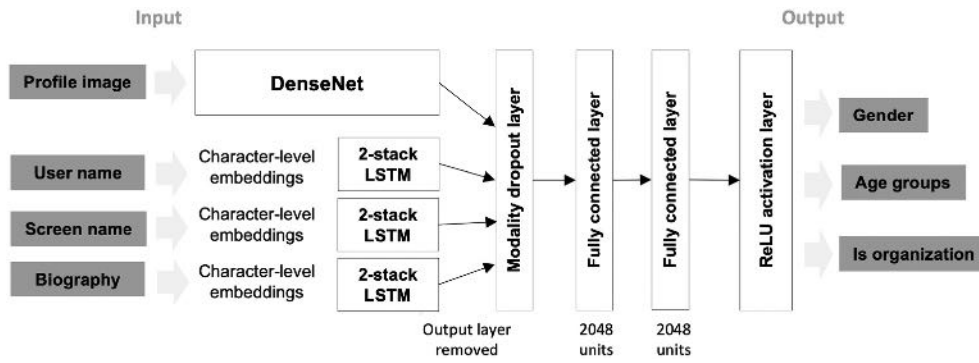 Input
Output
Profile image
DenseNet
User name
Character-level
embeddings
2-stack
LSTM
Screen name
Character-level
embeddings
2-stack
LSTM
Biography
Character-level
embeddings
2-stack
LSTM
Modality dropout layer
Fully connected layer
Fully connected layer
ReLU activation layer
Gender
Age groups
Is organization
Output layer
removed
2048
units
2048
units